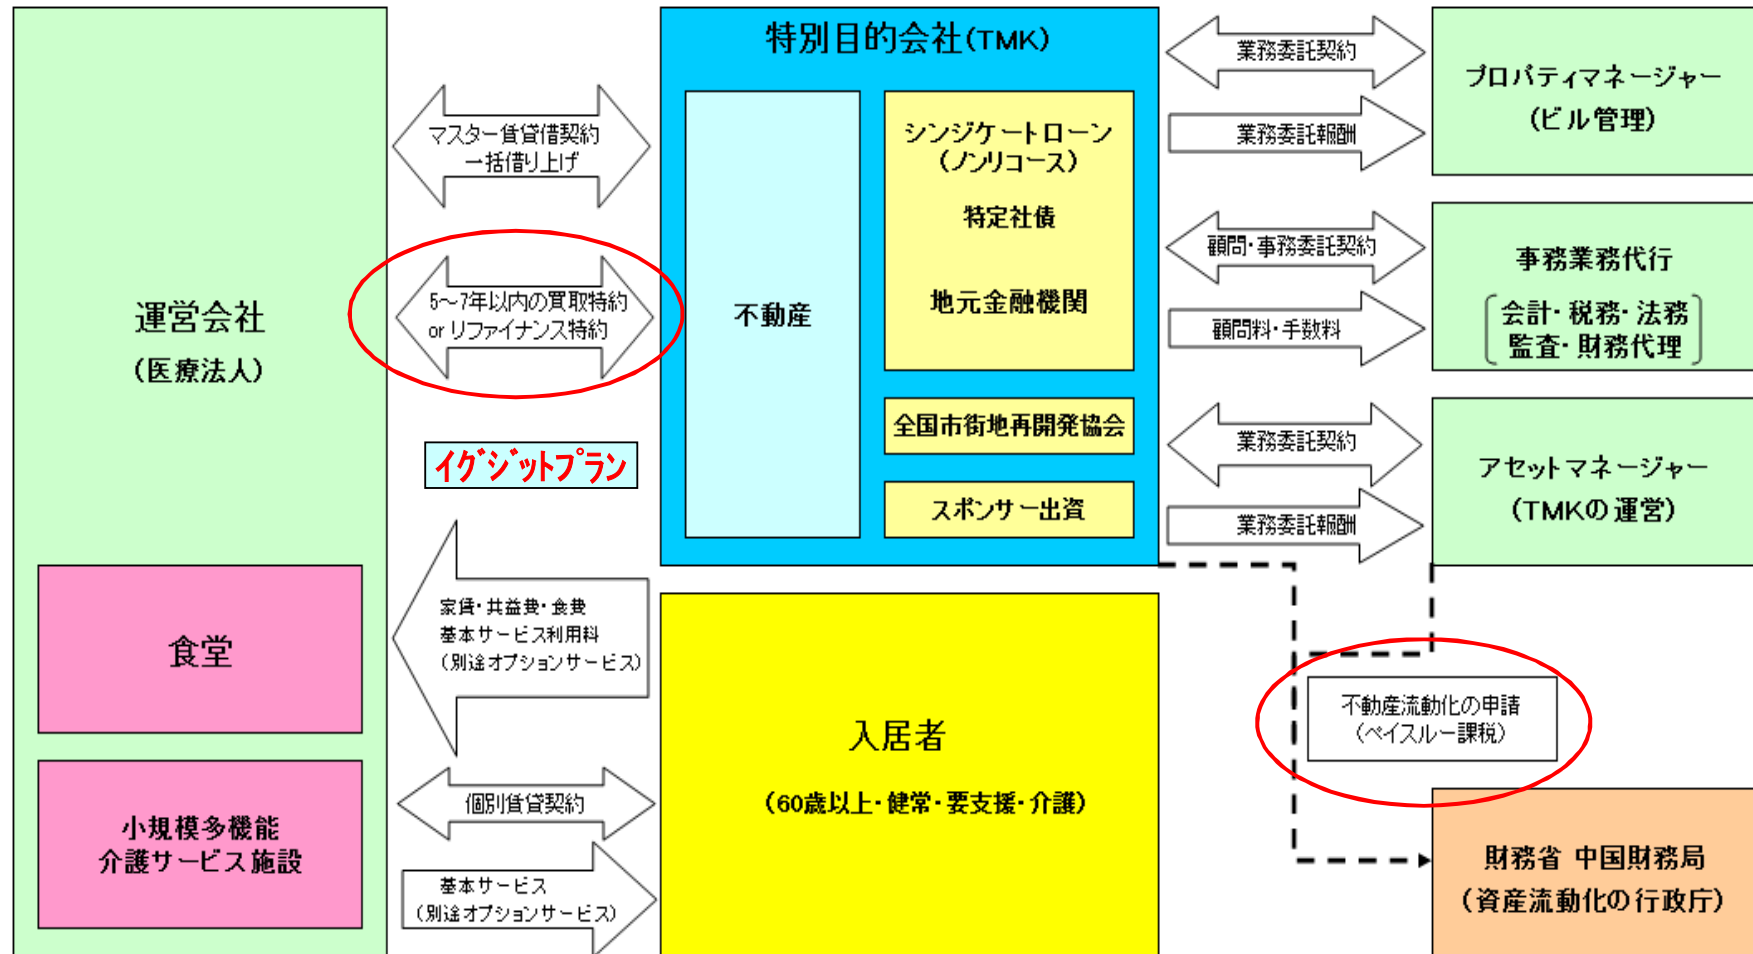 運営会社
(医療法人)
食堂
小規模多機能
介護サービス施設
マスター賃貸借契約
一括借り上げ
5～7年以内の買取特約
or リファイナンス特約
イグジットプラン
家賃・共益費・食費
基本サービス利用料
(別途オプションサービス)
個別賃貸契約
基本サービス
(別途オプションサービス)
特別目的会社(TMK)
不動産
シンジケートローン
(ノンリコース)
特定社債
地元金融機関
全国市街地再開発協会
スポンサー出資
入居者
(60歳以上・健常・要支援・介護)
業務委託契約
業務委託報酬
顧問・事務委託契約
顧問料・手数料
業務委託契約
業務委託報酬
プロパティマネージャー
(ビル管理)
事務業務代行
会計・税務・法務
監査・財務代理
アセットマネージャー
(TMKの運営)
不動産流動化の申請
(ペイスルー課税)
財務省 中国財務局
(資産流動化の行政庁)